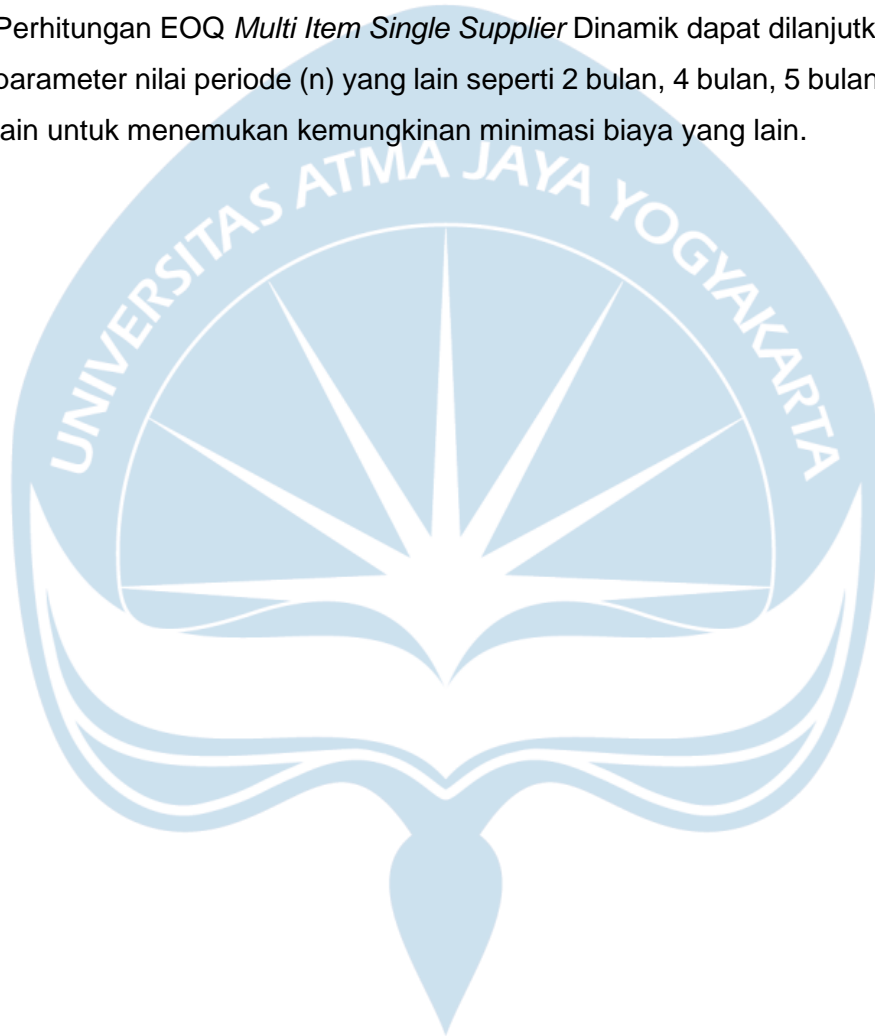 Perhitungan EOQ Multi Item Single Supplier Dinamik dapat dilanjutk
parameter nilai periode (n) yang lain seperti 2 bulan, 4 bulan, 5 bulan
lain untuk menemukan kemungkinan minimasi biaya yang lain.
UNIVERSITAS ATMA JAYA YOGYAKARTA